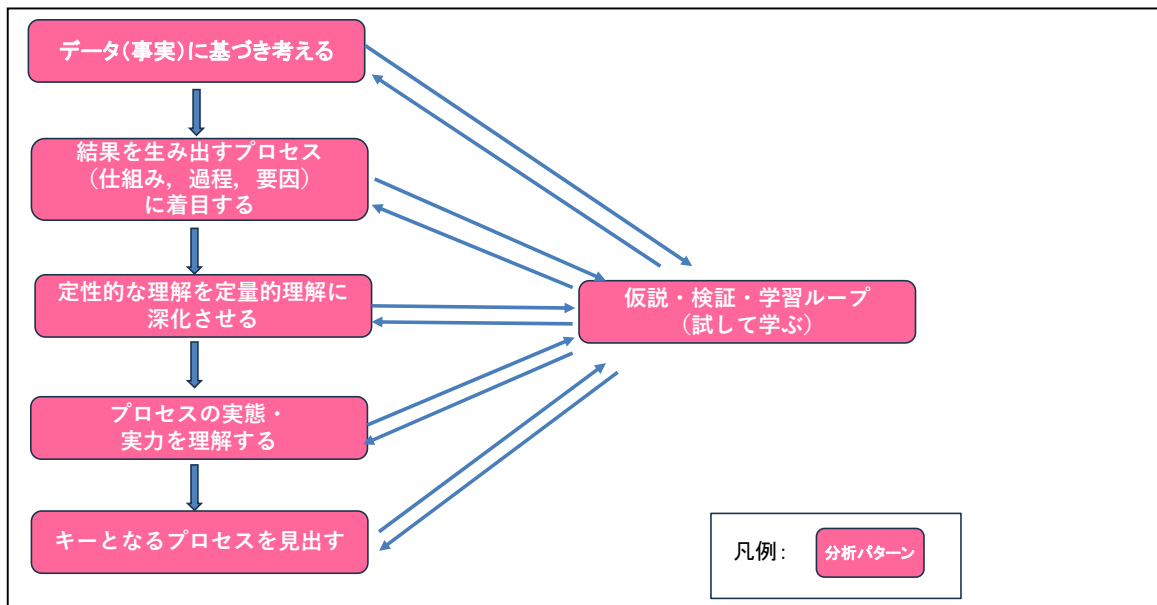 データ(事実)に基づき考える
結果を生み出すプロセス
(仕組み，過程，要因)
に着目する
定性的な理解を定量的理解に
深化させる
仮説・検証・学習ループ
(試して学ぶ)
プロセスの実態・
実力を理解する
キーとなるプロセスを見出す
凡例：
分析パターン